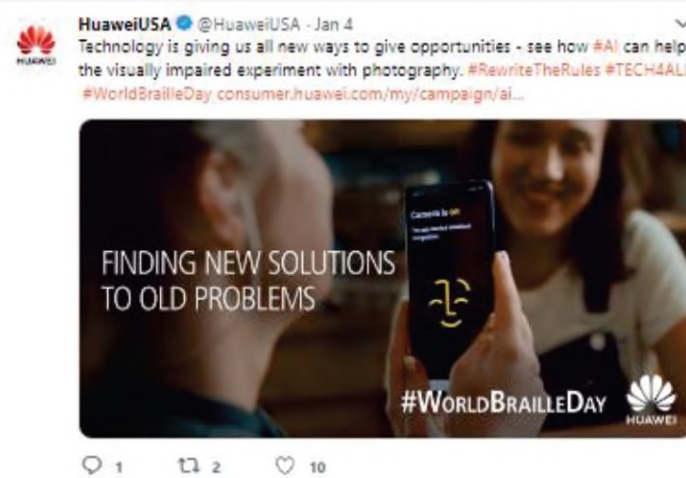 HuaweiUSA @HuaweiUSA · Jan 4
Technology is giving us all new ways to give opportunities - see how #AI can help
the visually impaired experiment with photography. #RewriteTheRules #TECH4ALL
#WorldBrailleDay consumer.huawei.com/my/campaign/ai...
HUAWEI
Camera is on
FINDING NEW SOLUTIONS
TO OLD PROBLEMS
#WORLDBRAILLEDAY
HUAWEI
1 2 10